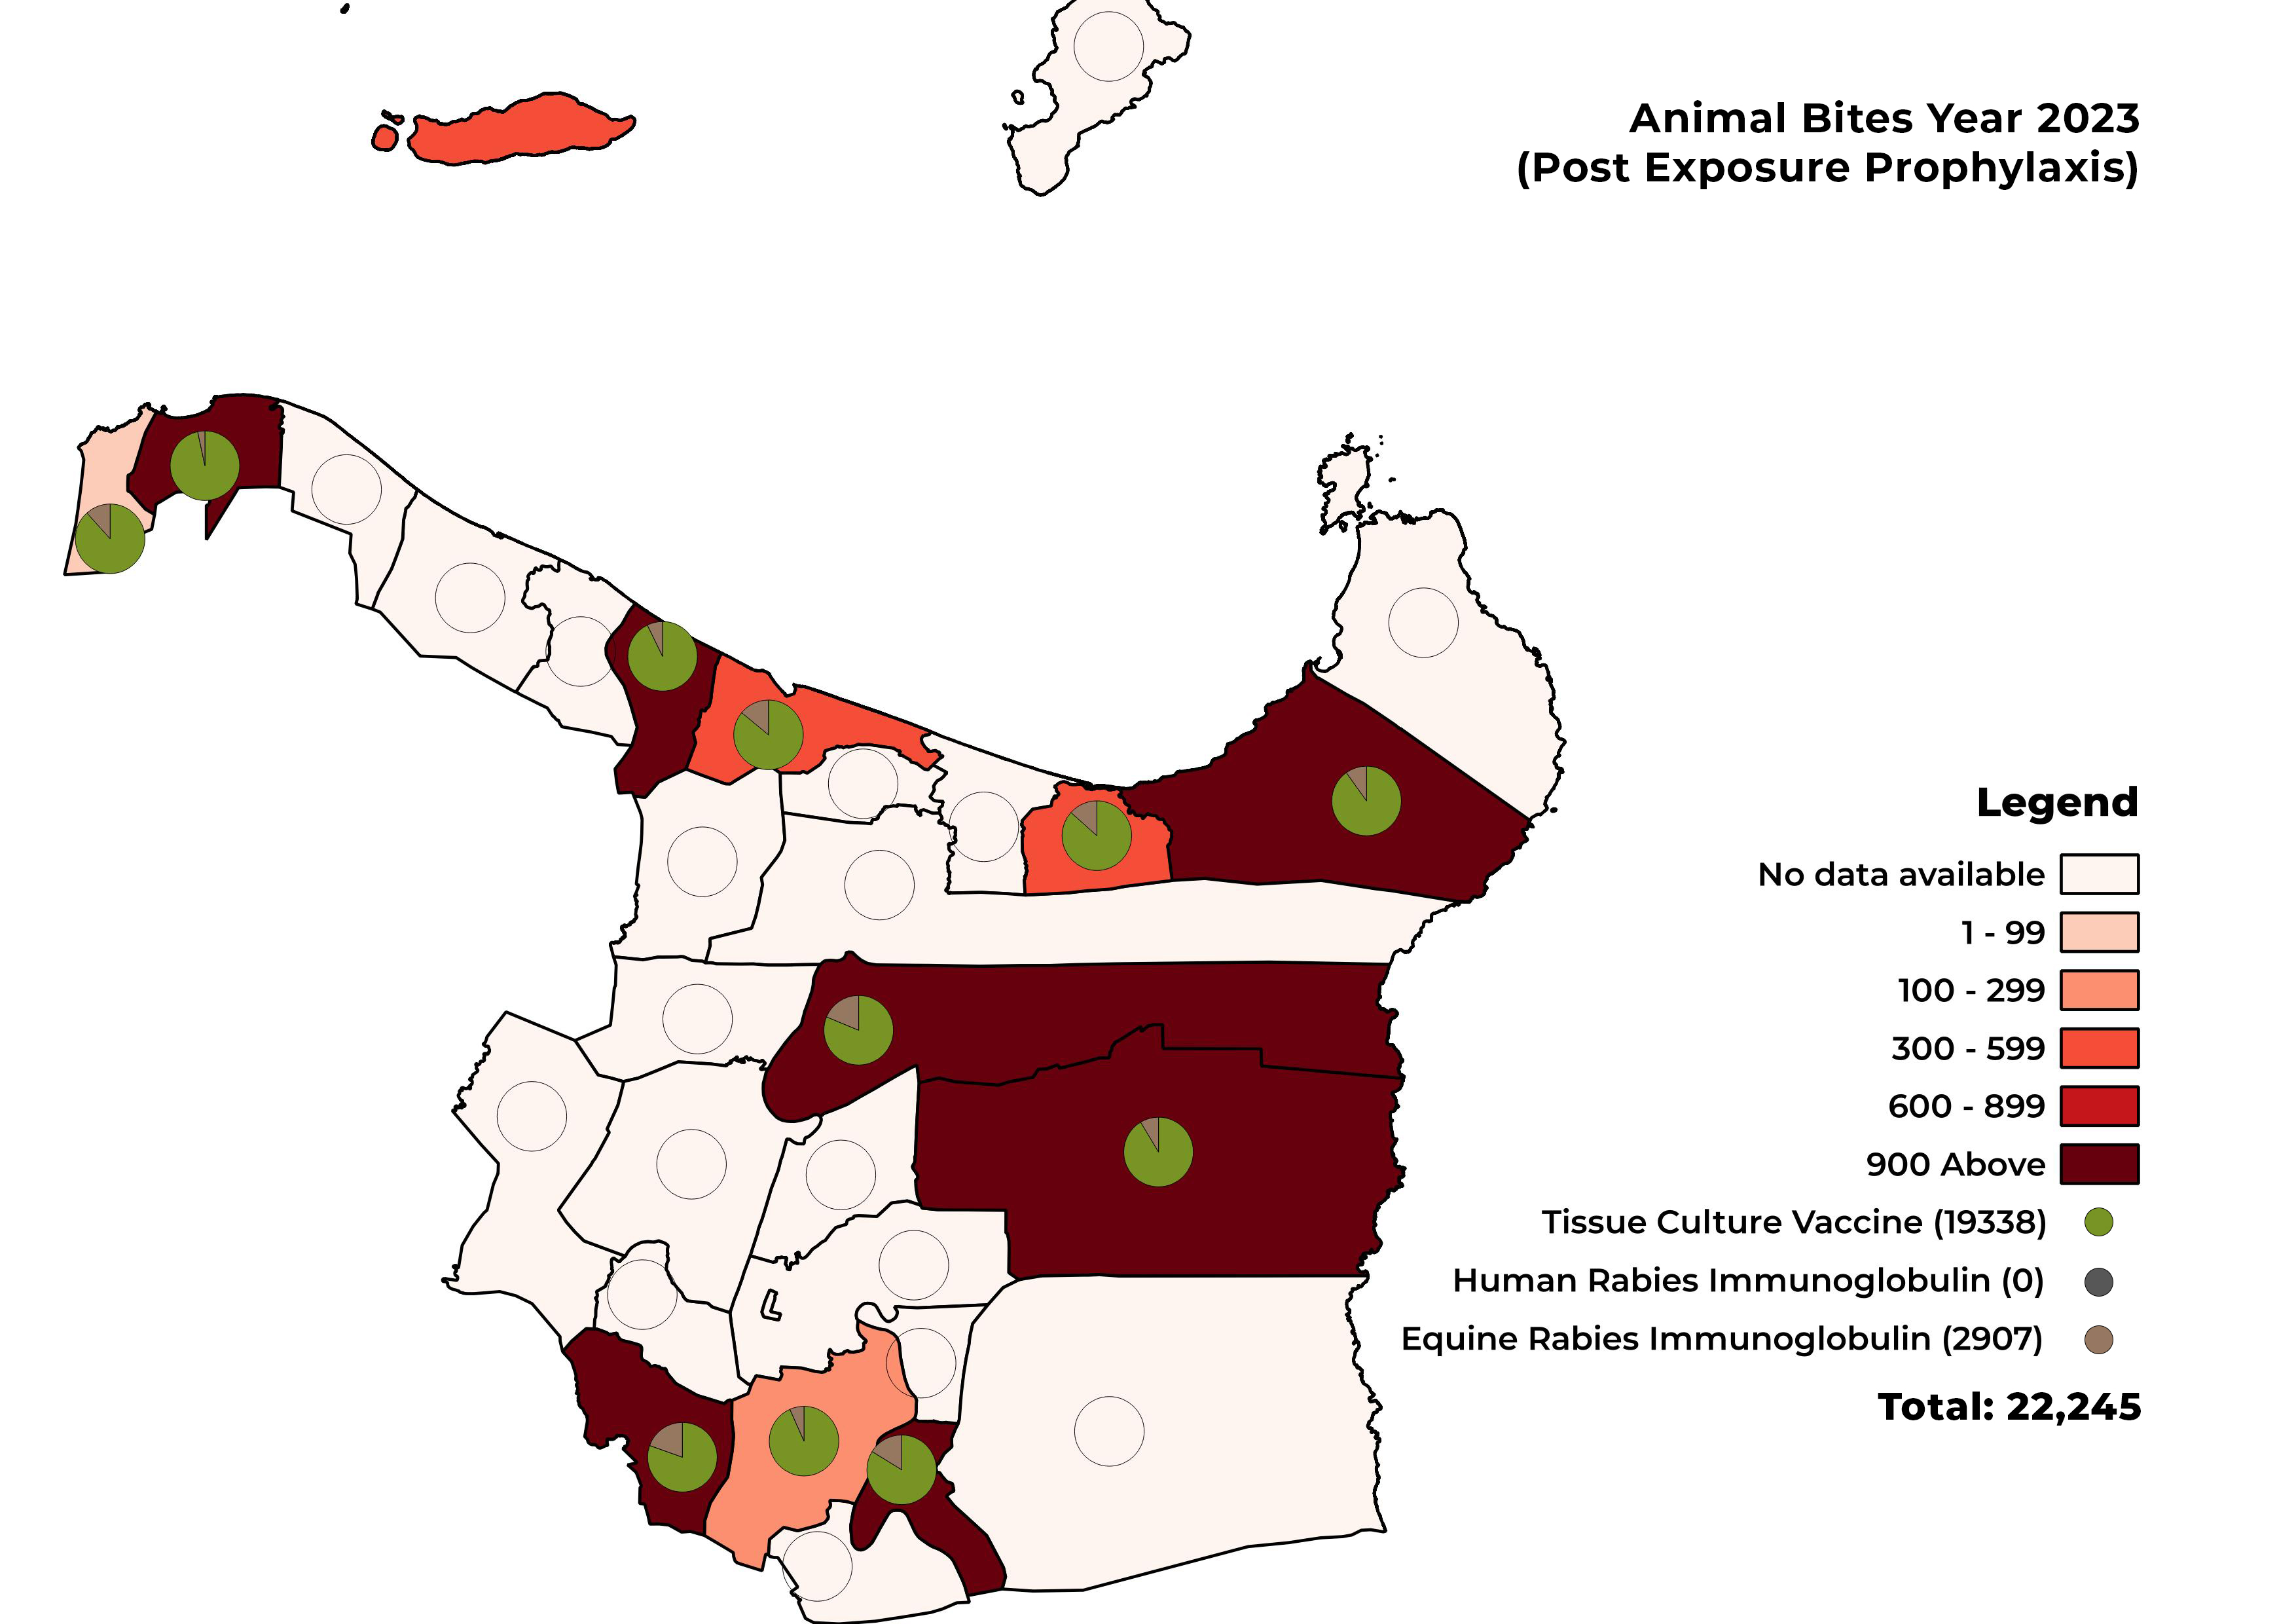 Animal Bites Year 2023
(Post Exposure Prophylaxis)
Legend
No data available
1 - 99
100 - 299
300 - 599
600 - 899
900 Above
Tissue Culture Vaccine (19338)
Human Rabies Immunoglobulin (0)
Equine Rabies Immunoglobulin (2907)
Total: 22,245